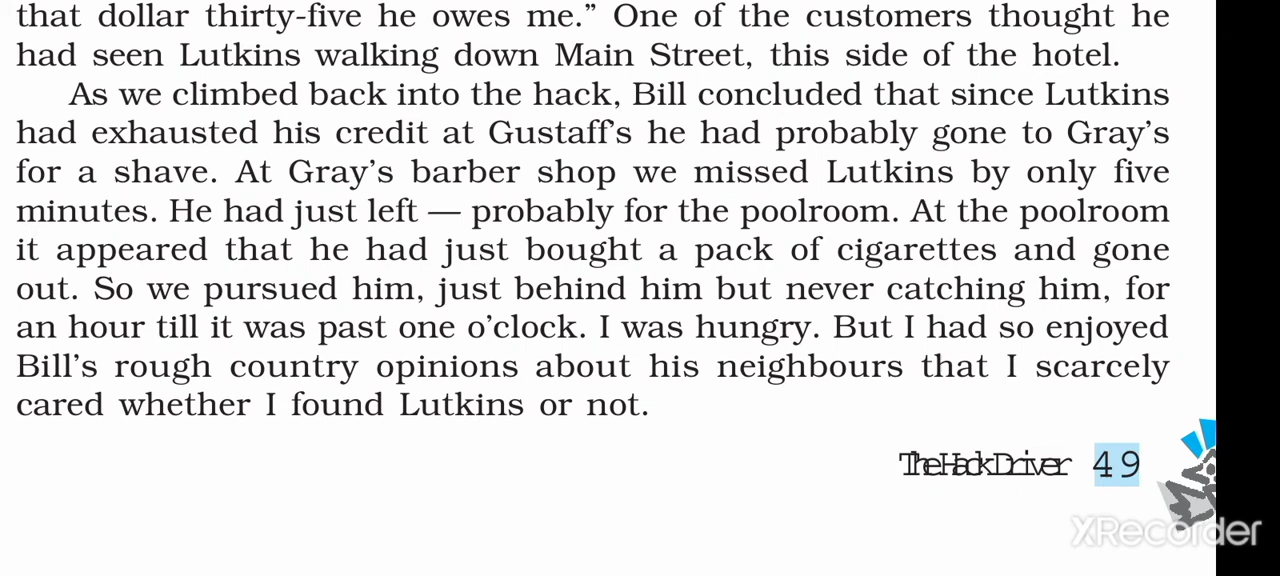 that dollar thirty-five he owes me.” One of the customers thought he
had seen Lutkins walking down Main Street, this side of the hotel.
As we climbed back into the hack, Bill concluded that since Lutkins
had exhausted his credit at Gustaff’s he had probably gone to Gray’s
for a shave. At Gray’s barber shop we missed Lutkins by only five
minutes. He had just left — probably for the poolroom. At the poolroom
it appeared that he had just bought a pack of cigarettes and gone
out. So we pursued him, just behind him but never catching him, for
an hour till it was past one o’clock. I was hungry. But I had so enjoyed
Bill’s rough country opinions about his neighbours that I scarcely
cared whether I found Lutkins or not.
The Hack Driver 49
XRecorder